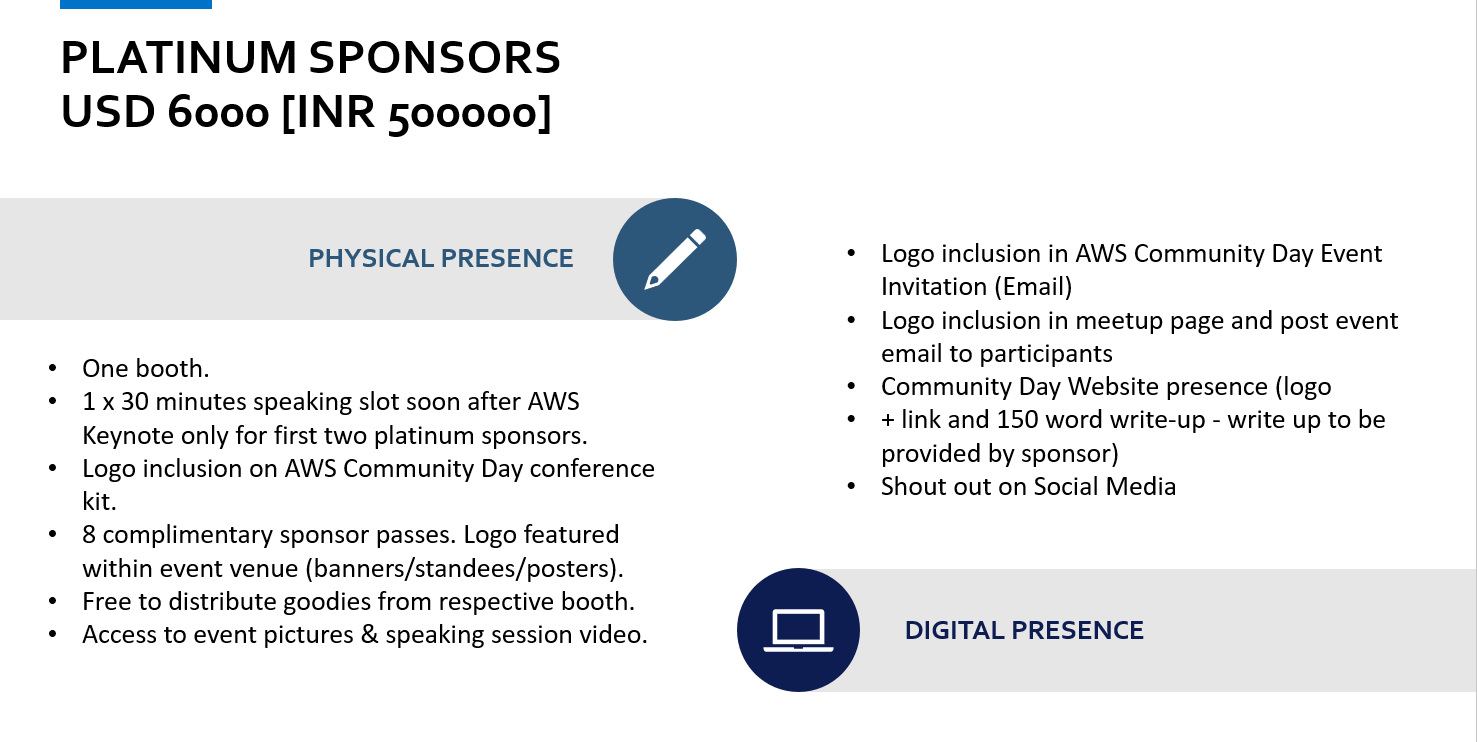 PLATINUM SPONSORS
USD 6000 [INR 500000]
PHYSICAL PRESENCE
• One booth.
• 1 x 30 minutes speaking slot soon after AWS
Keynote only for first two platinum sponsors.
• Logo inclusion on AWS Community Day conference
kit.
• 8 complimentary sponsor passes. Logo featured
within event venue (banners/standees/posters).
• Free to distribute goodies from respective booth.
• Access to event pictures & speaking session video.
• Logo inclusion in AWS Community Day Event
Invitation (Email)
• Logo inclusion in meetup page and post event
email to participants
• Community Day Website presence (logo
• + link and 150 word write-up - write up to be
provided by sponsor)
• Shout out on Social Media
DIGITAL PRESENCE